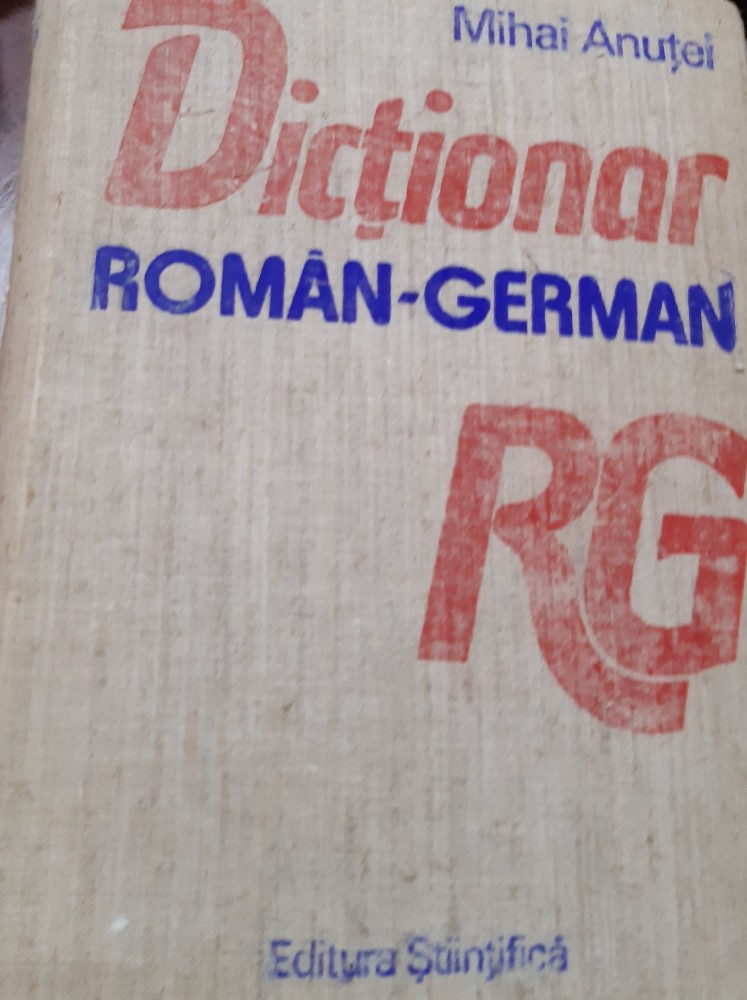 Mihai Anuței
Dicționar
ROMÂN-GERMAN
RG
Editura Științifică